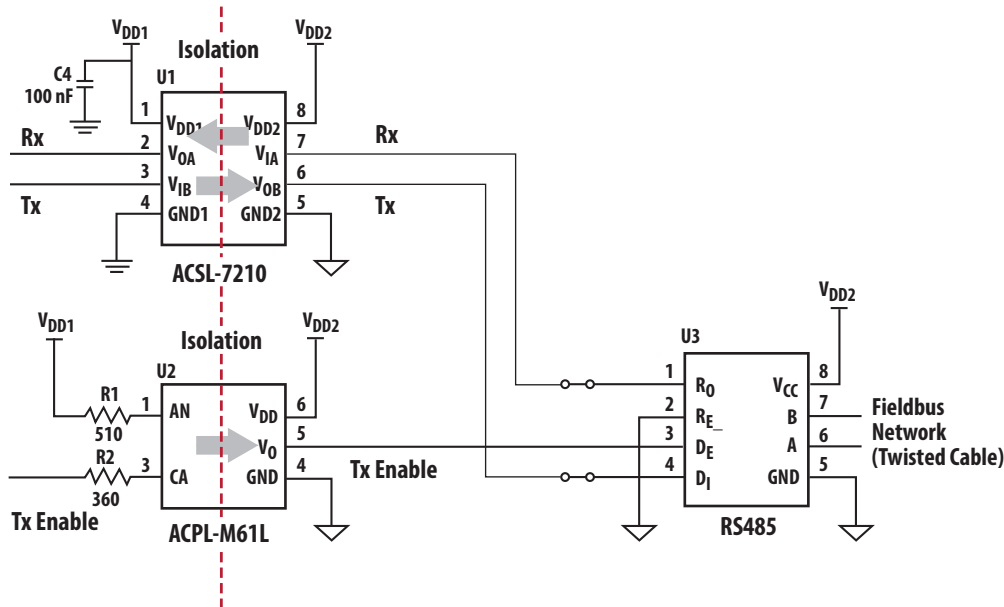 VDD1
Isolation
VDD2
C4
100 nF
U1
1
VDD1
VDD2
8
Rx
2
VOA
VIA
7
Rx
3
VIB
VOB
6
Tx
4
GND1
GND2
5
Tx
ACSL-7210
VDD1
Isolation
VDD2
U2
R1
510
1
AN
VDD
6
VO
5
R2
360
3
CA
GND
4
Tx Enable
Tx Enable
ACPL-M61L
VDD2
U3
1
RO
VCC
8
2
RE_
B
7
3
DE
A
6
4
DI
GND
5
RS485
Fieldbus
Network
(Twisted Cable)